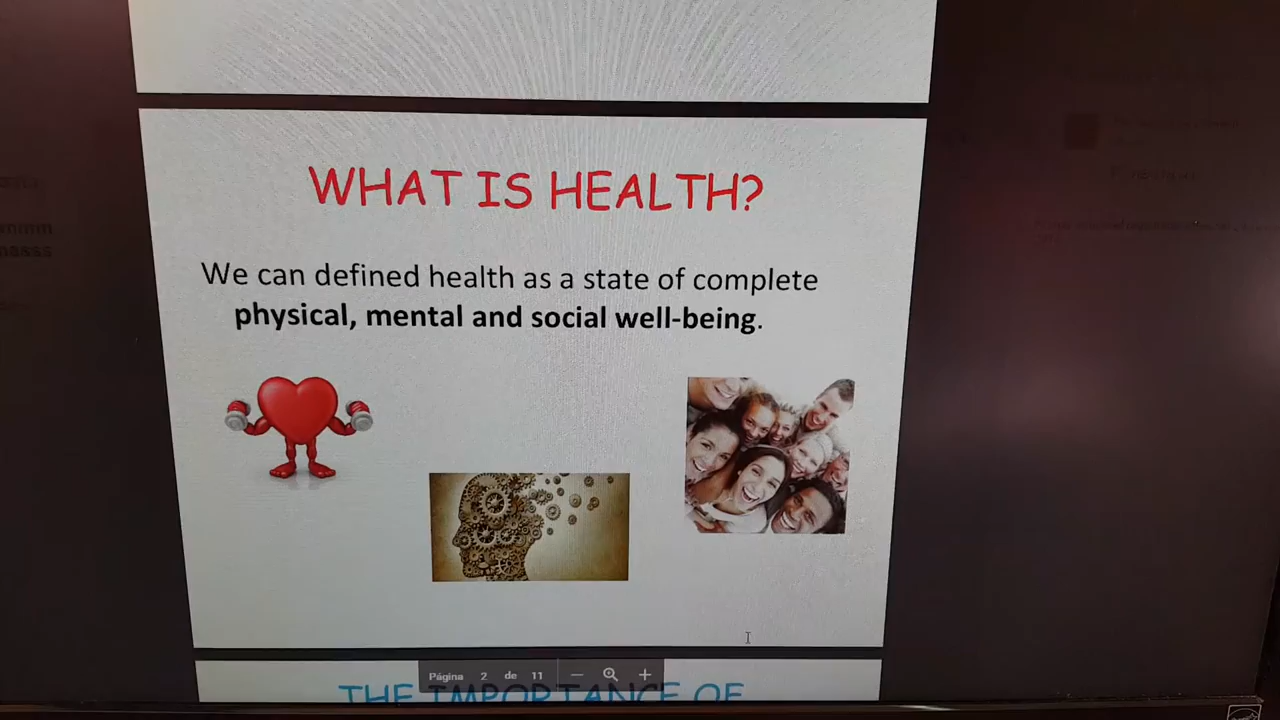 WHAT IS HEALTH?
We can defined health as a state of complete
physical, mental and social well-being.
Página 2 de 11
THE IMPORTANCE OF